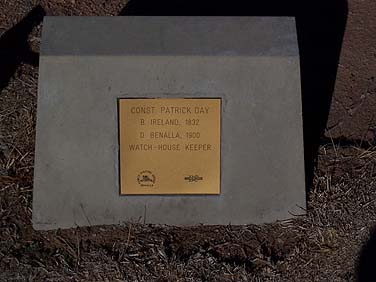 CONST. PATRICK DAY
B. IRELAND, 1832
D. BENALLA, 1900
WATCH-HOUSE KEEPER